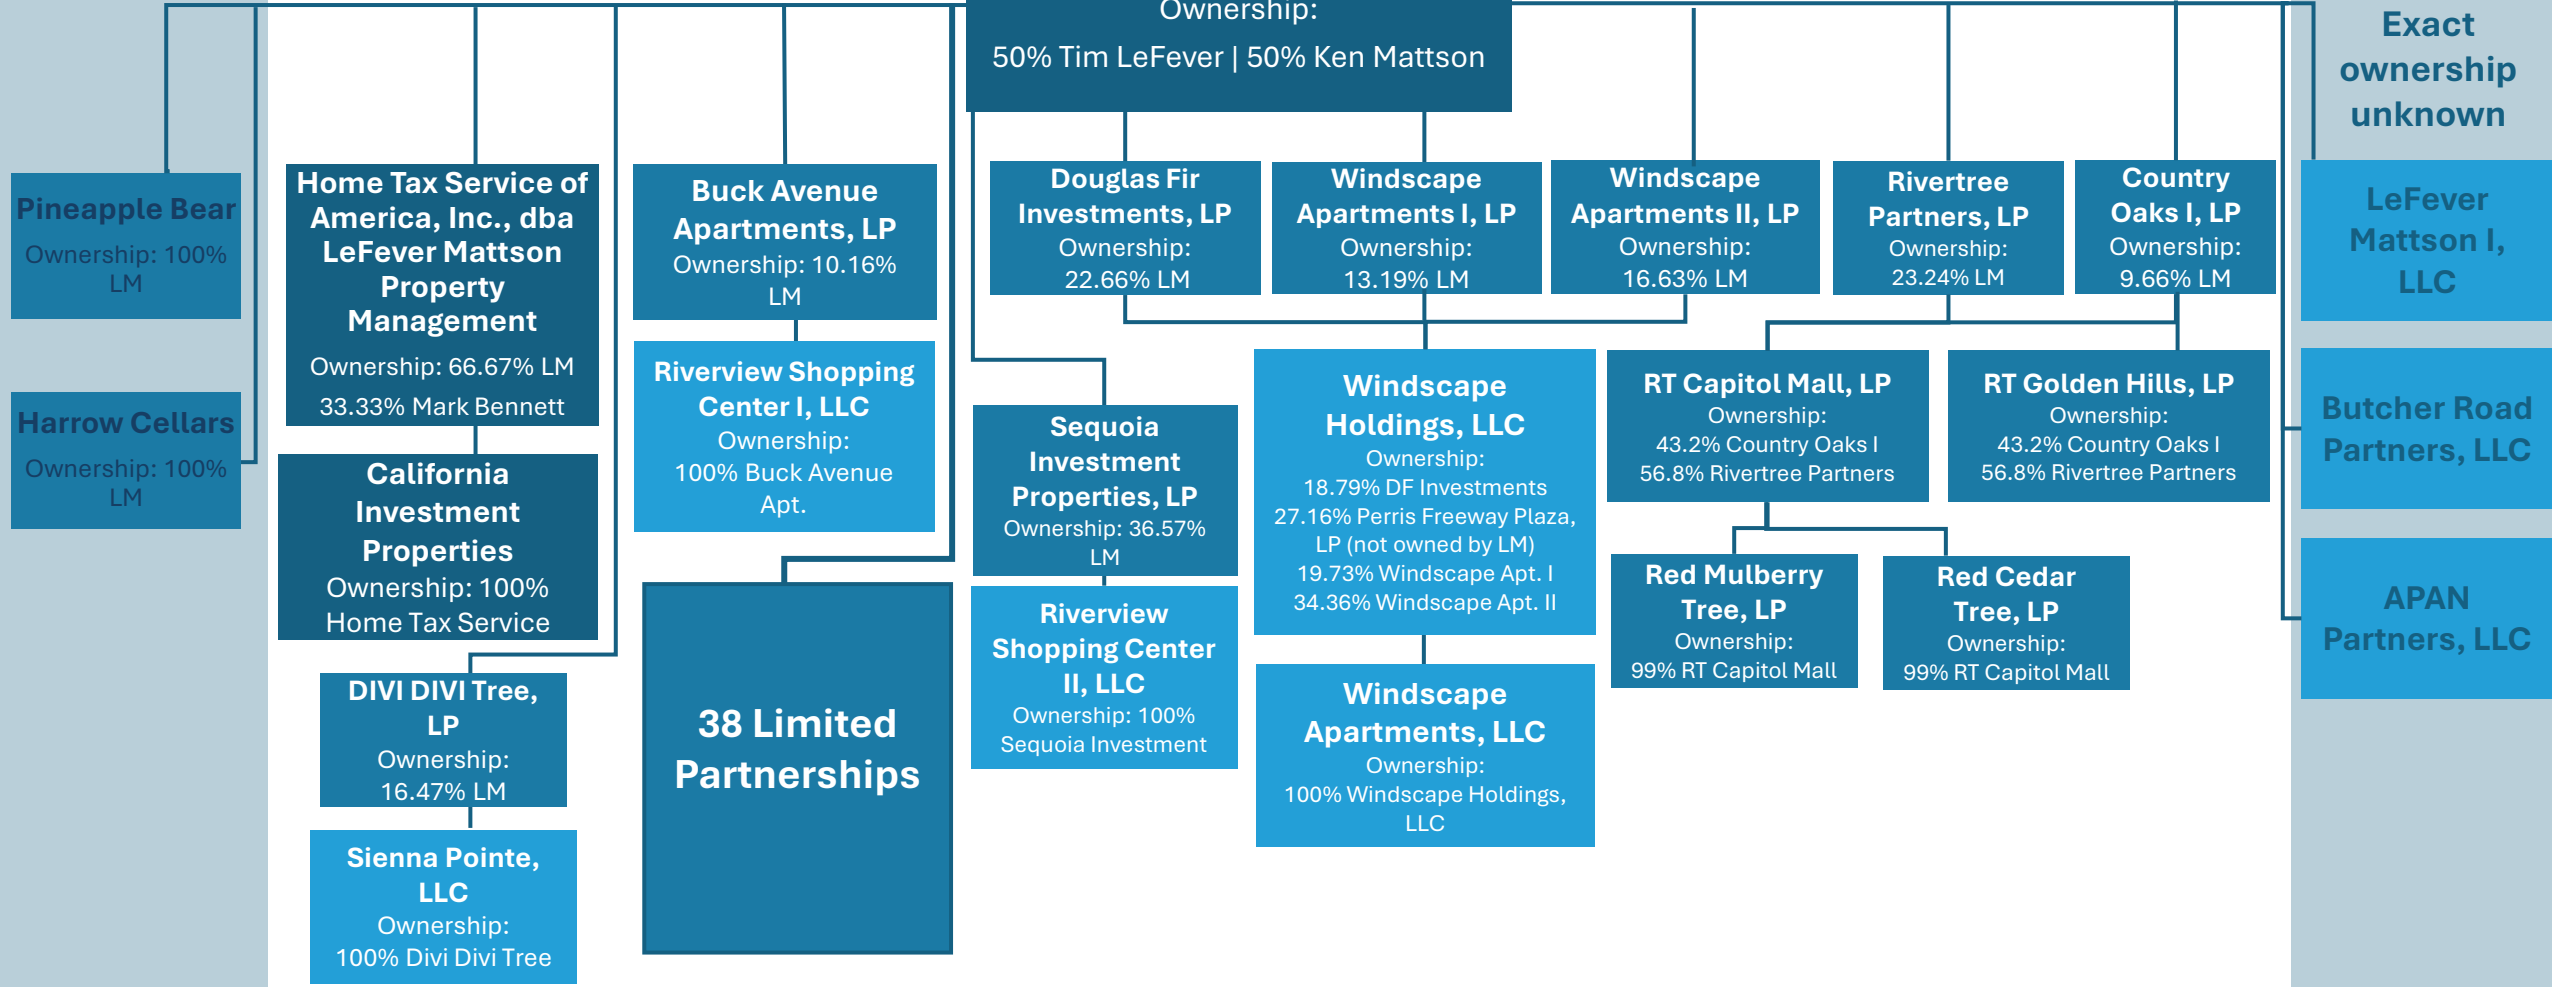 Ownership:
50% Tim LeFever | 50% Ken Mattson
Exact
ownership
unknown
Pineapple Bear
Ownership: 100%
LM
Harrow Cellars
Ownership: 100%
LM
Home Tax Service of
America, Inc., dba
LeFever Mattson
Property
Management
Ownership: 66.67% LM
33.33% Mark Bennett
California
Investment
Properties
Ownership: 100%
Home Tax Service
DIVI DIVI Tree,
LP
Ownership:
16.47% LM
Sienna Pointe,
LLC
Ownership:
100% Divi Divi Tree
Buck Avenue
Apartments, LP
Ownership: 10.16%
LM
Riverview Shopping
Center I, LLC
Ownership:
100% Buck Avenue
Apt.
38 Limited
Partnerships
Douglas Fir
Investments, LP
Ownership:
22.66% LM
Windscape
Apartments I, LP
Ownership:
13.19% LM
Windscape
Apartments II, LP
Ownership:
16.63% LM
Rivertree
Partners, LP
Ownership:
23.24% LM
Country
Oaks I, LP
Ownership:
9.66% LM
Sequoia
Investment
Properties, LP
Ownership: 36.57%
LM
Riverview
Shopping Center
II, LLC
Ownership: 100%
Sequoia Investment
Windscape
Holdings, LLC
Ownership:
18.79% DF Investments
27.16% Perris Freeway Plaza,
LP (not owned by LM)
19.73% Windscape Apt. I
34.36% Windscape Apt. II
Windscape
Apartments, LLC
Ownership:
100% Windscape Holdings,
LLC
RT Capitol Mall, LP
Ownership:
43.2% Country Oaks I
56.8% Rivertree Partners
RT Golden Hills, LP
Ownership:
43.2% Country Oaks I
56.8% Rivertree Partners
Red Mulberry
Tree, LP
Ownership:
99% RT Capitol Mall
Red Cedar
Tree, LP
Ownership:
99% RT Capitol Mall
LeFever
Mattson I,
LLC
Butcher Road
Partners, LLC
APAN
Partners, LLC